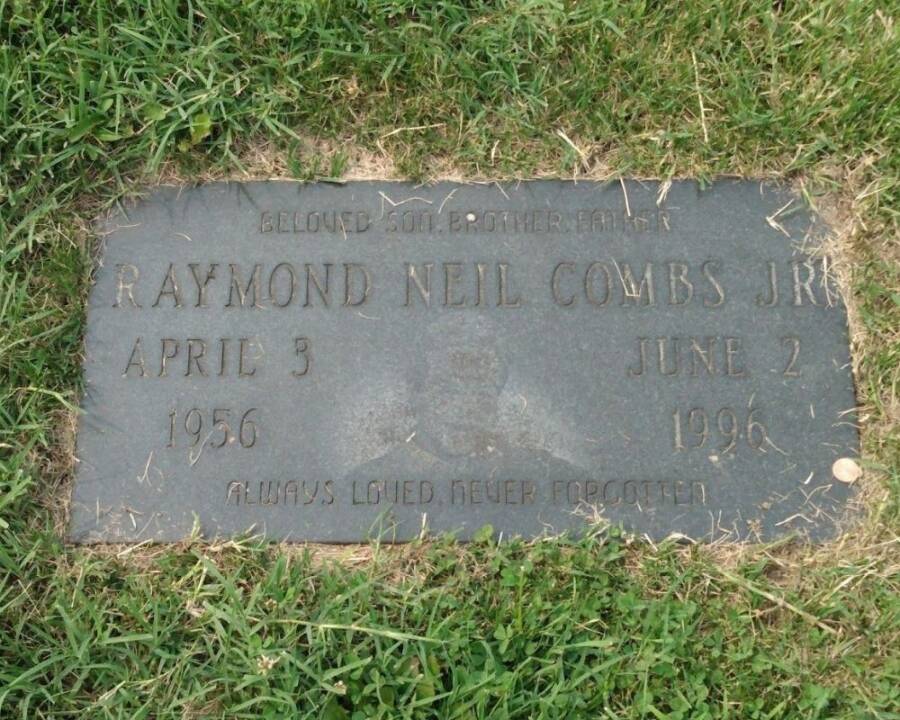 BELOVED SON, BROTHER, FATHER
RAYMOND NEIL COMBS JR
APRIL 3 JUNE 2
1956 1996
ALWAYS LOVED, NEVER FORGOTTEN